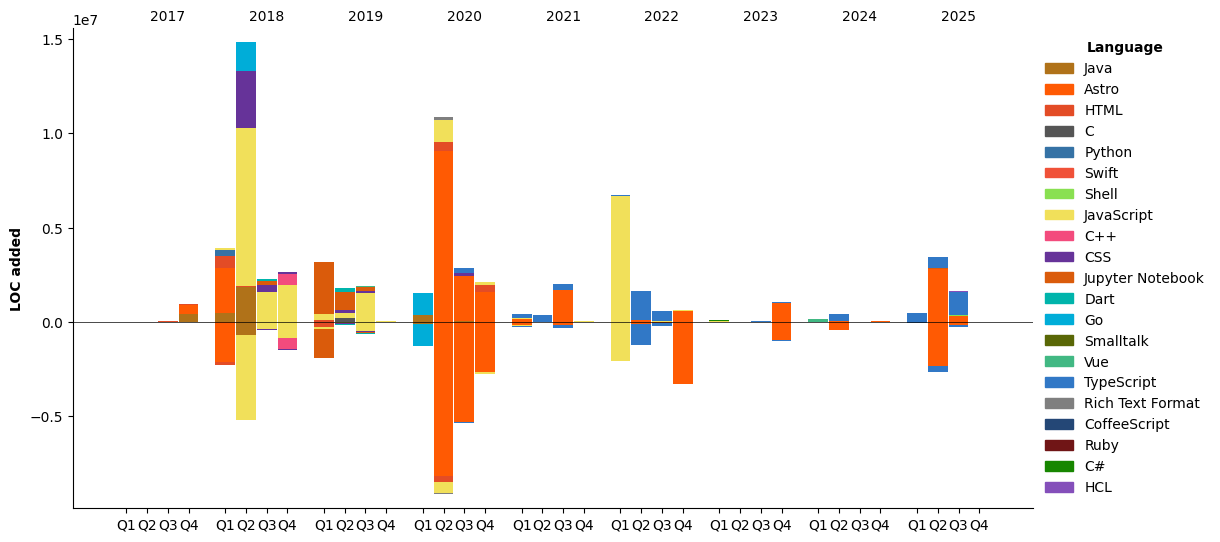 1e7
2017 2018 2019 2020 2021 2022 2023 2024 2025
LOC added
1.5
1.0
0.5
0.0
−0.5
Q1 Q2 Q3 Q4 Q1 Q2 Q3 Q4 Q1 Q2 Q3 Q4 Q1 Q2 Q3 Q4 Q1 Q2 Q3 Q4 Q1 Q2 Q3 Q4 Q1 Q2 Q3 Q4 Q1 Q2 Q3 Q4 Q1 Q2 Q3 Q4
Language
Java
Astro
HTML
C
Python
Swift
Shell
JavaScript
C++
CSS
Jupyter Notebook
Dart
Go
Smalltalk
Vue
TypeScript
Rich Text Format
CoffeeScript
Ruby
C#
HCL